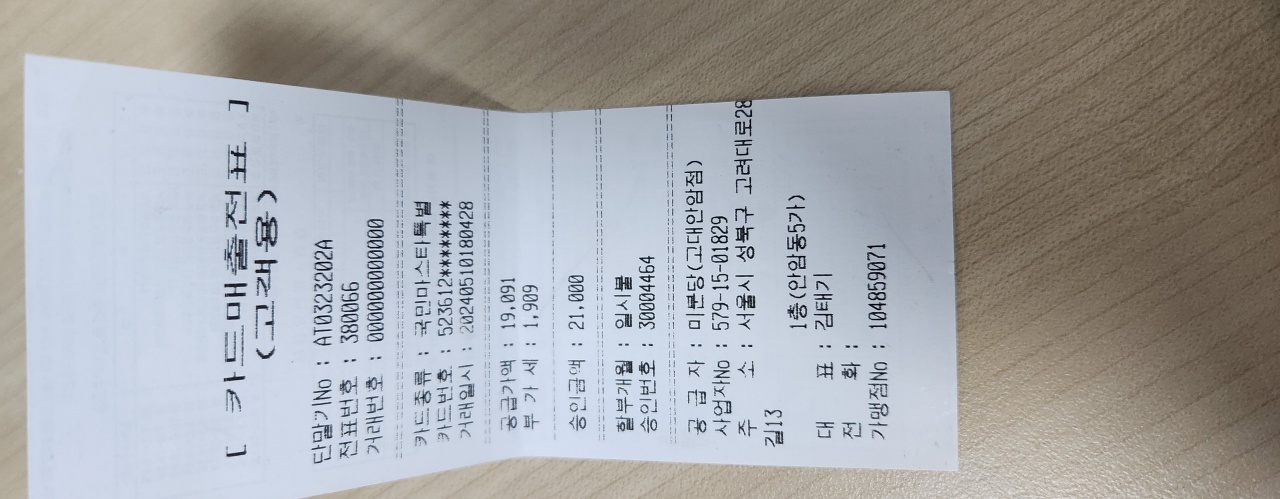 [ 카드매출전표 ]
(고객용)
단말기No : AT0323202A
전표번호 : 380066
거래번호 : 000000000000
카드종류 : 국민마스타특별
카드번호 : 523612**********
거래일시 : 20240510180428
공급가액 : 19,091
부 가 세 : 1,909
승인금액 : 21,000
할부개월 : 일시불
승인번호 : 30004464
공 급 자 : 미분당(고대안암점)
사업자No : 579-15-01829
주 소 : 서울시 성북구 고려대로28
길13
1층(안암동5가)
대 표 : 김태기
전 화 :
가맹점No : 104859071